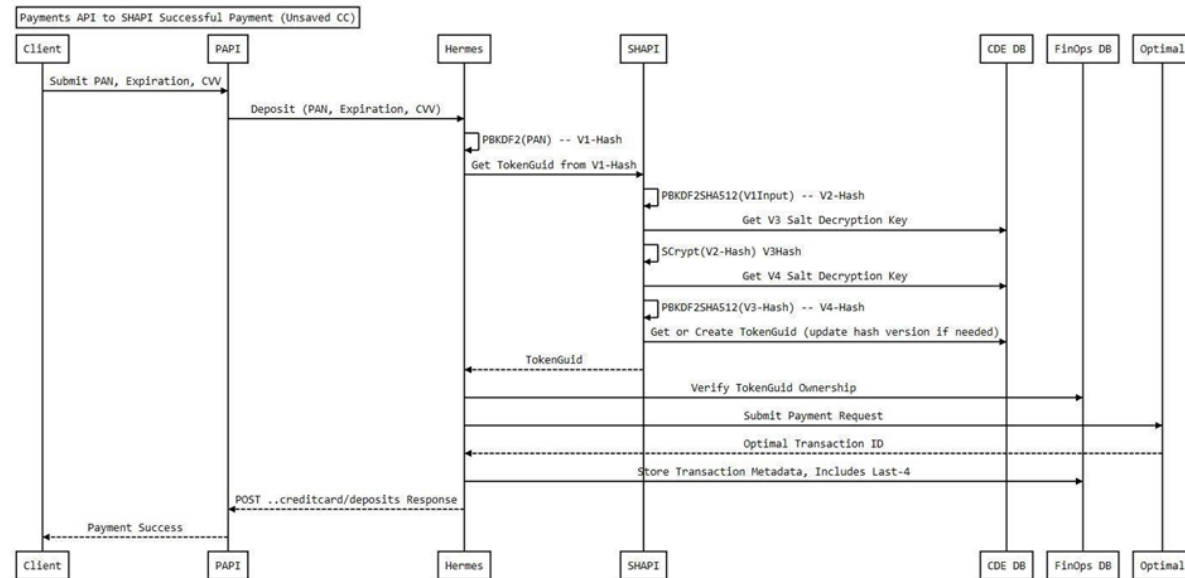 Payments API to SHAPI Successful Payment (Unsaved CC)
Client PAPI Hermes SHAPI CDE DB FinOps DB Optimal
Submit PAN, Expiration, CVV
Deposit (PAN, Expiration, CVV)
PBKDF2(PAN) -- V1-Hash
Get TokenGuid from V1-Hash
PBKDF2SHA512(V1Input) -- V2-Hash
Get V3 Salt Decryption Key
SCrypt(V2-Hash) V3Hash
Get V4 Salt Decryption Key
PBKDF2SHA512(V3-Hash) -- V4-Hash
Get or Create TokenGuid (update hash version if needed)
TokenGuid
Verify TokenGuid Ownership
Submit Payment Request
Optimal Transaction ID
Store Transaction Metadata, Includes Last-4
POST ..creditcard/deposits Response
Payment Success
Client PAPI Hermes SHAPI CDE DB FinOps DB Optimal